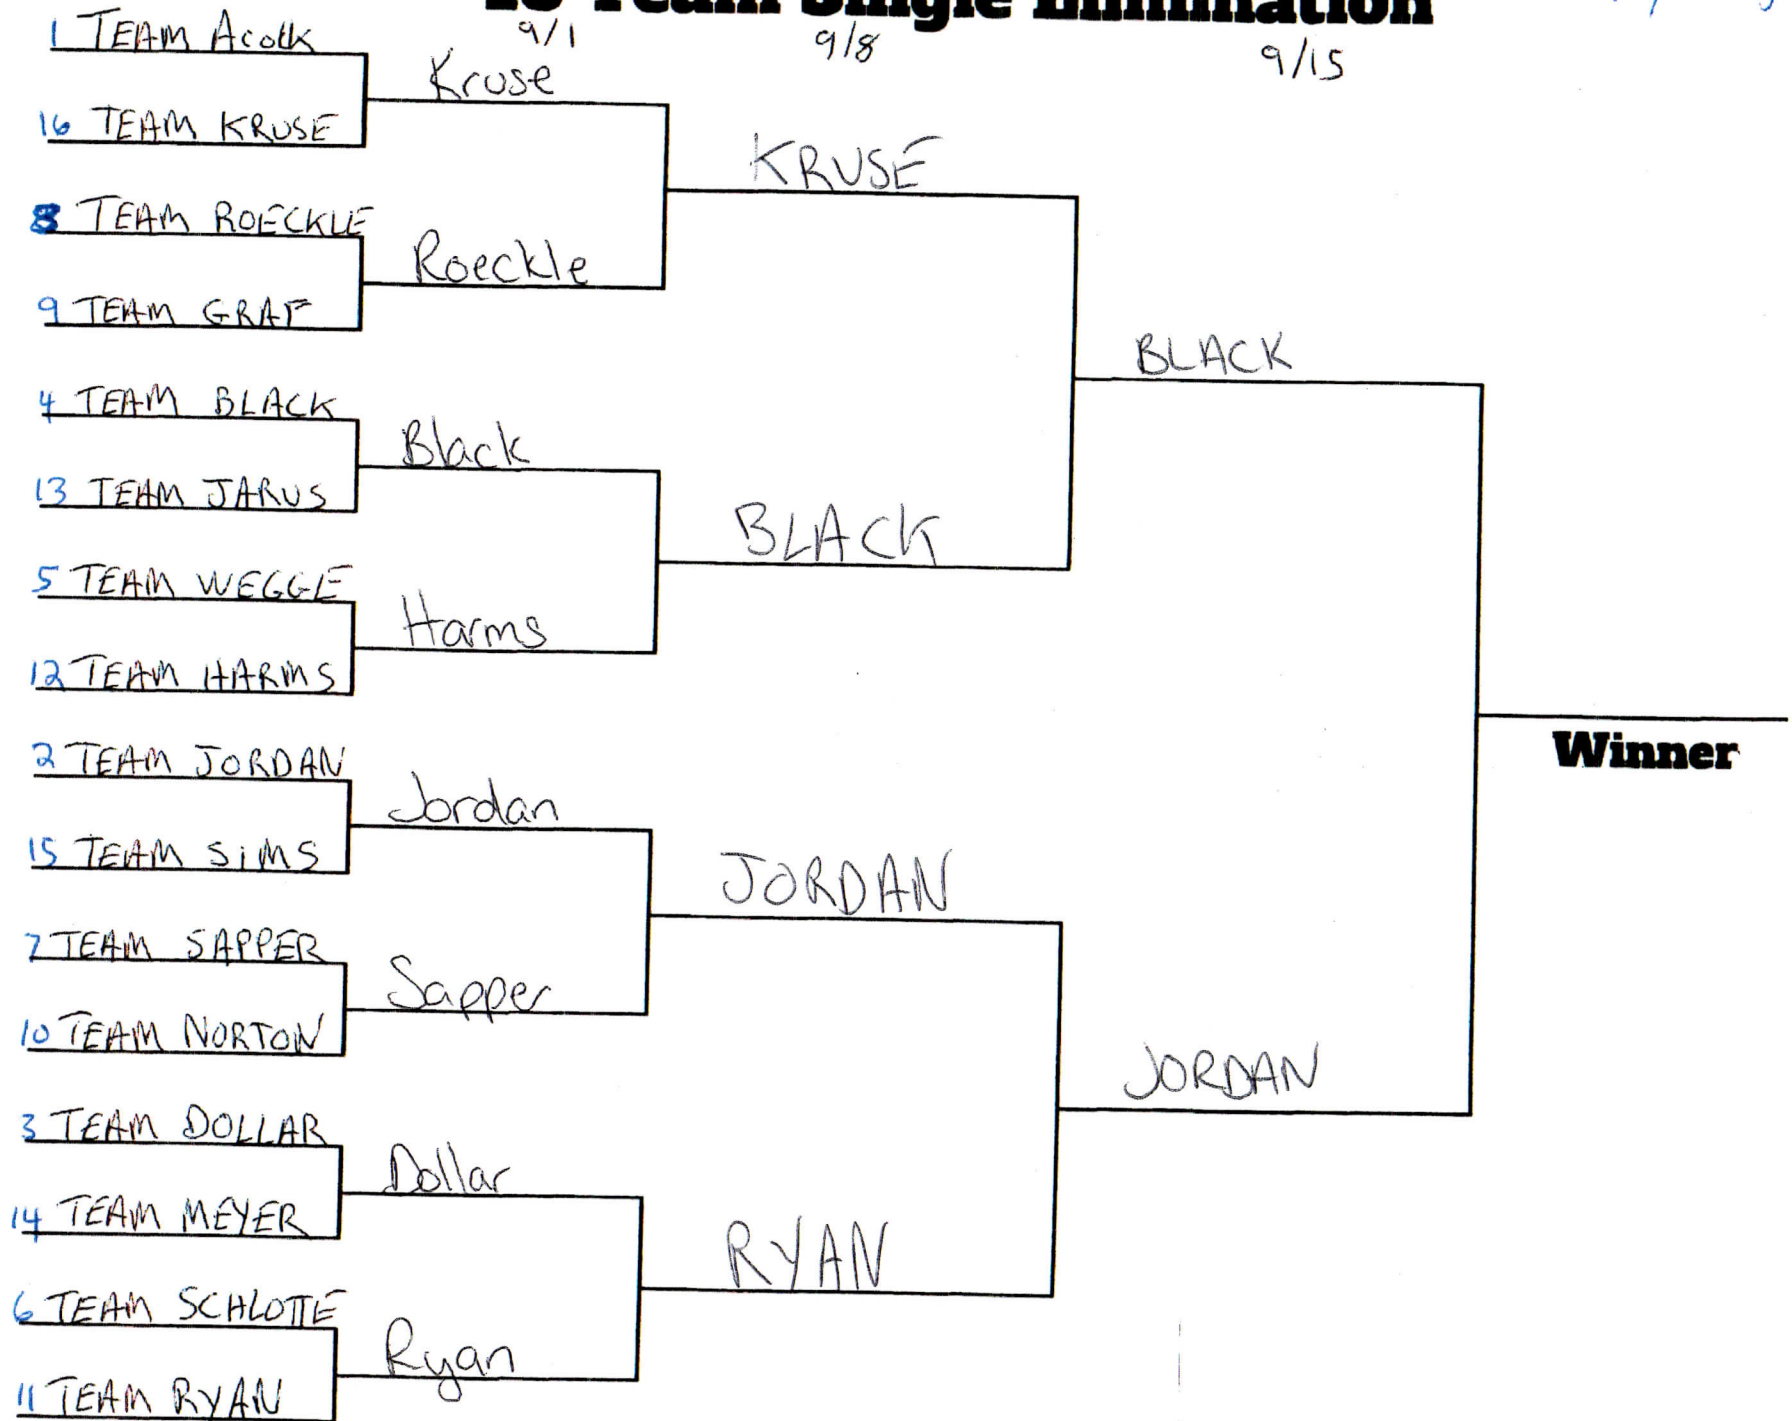 Team Single Elimination
9/1
9/8
9/15
1 TEAM Acolk
16 TEAM KRUSE
8 TEAM ROECKLE
9 TEAM GRAF
4 TEAM BLACK
13 TEAM JARUS
5 TEAM WEGGE
12 TEAM HARMS
2 TEAM JORDAN
15 TEAM SiMS
7 TEAM SAPPER
10 TEAM NORTON
3 TEAM DOLLAR
14 TEAM MEYER
6 TEAM SCHLOTTE
11 TEAM RYAN
Kruse
Roeckle
Black
Harms
Jordan
Sapper
Dollar
Ryan
KRUSE
BLACK
JORDAN
RYAN
BLACK
JORDAN
Winner